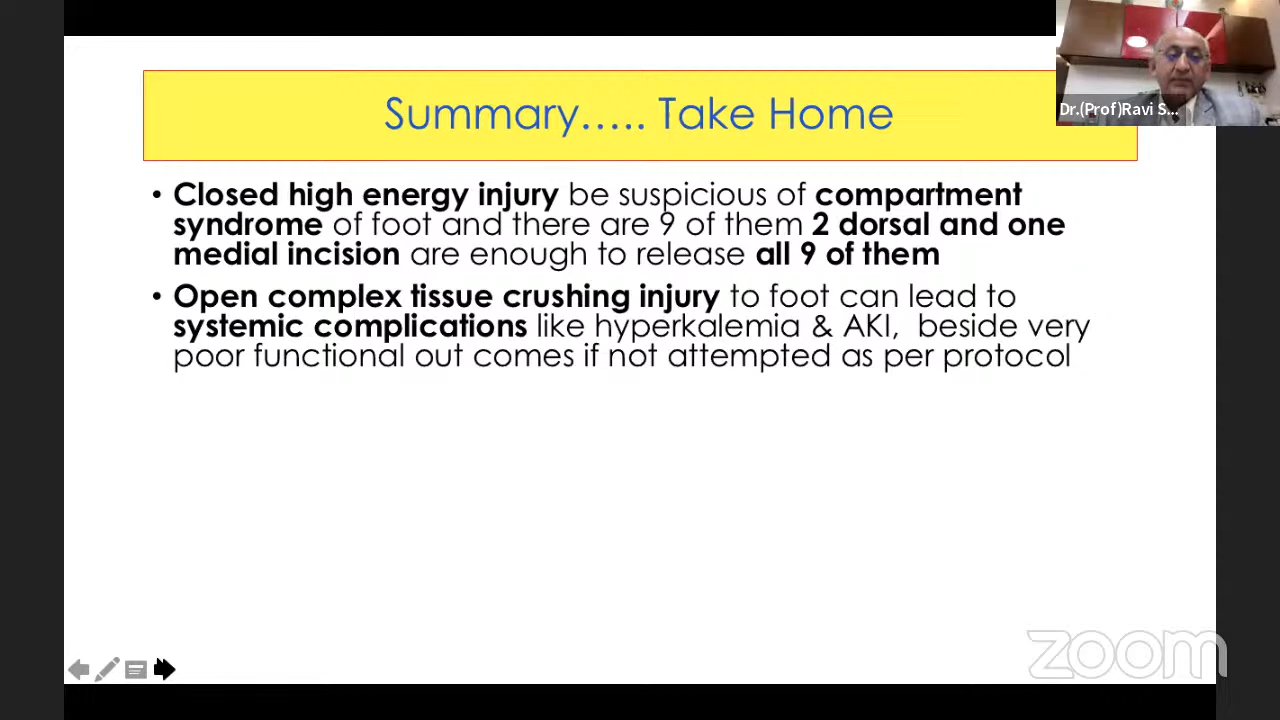 Summary..... Take Home
Dr.(Prof)Ravi S...
• Closed high energy injury be suspicious of compartment
syndrome of foot and there are 9 of them 2 dorsal and one
medial incision are enough to release all 9 of them
• Open complex tissue crushing injury to foot can lead to
systemic complications like hyperkalemia & AKI, beside very
poor functional out comes if not attempted as per protocol
zoom